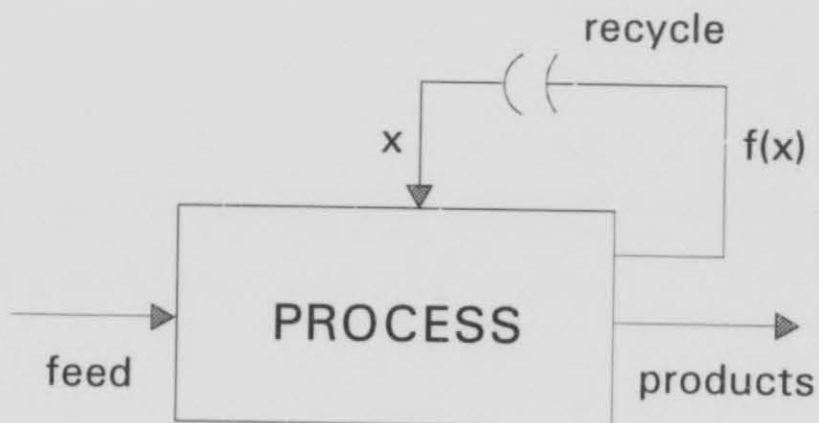 recycle
x
f(x)
PROCESS
feed
products